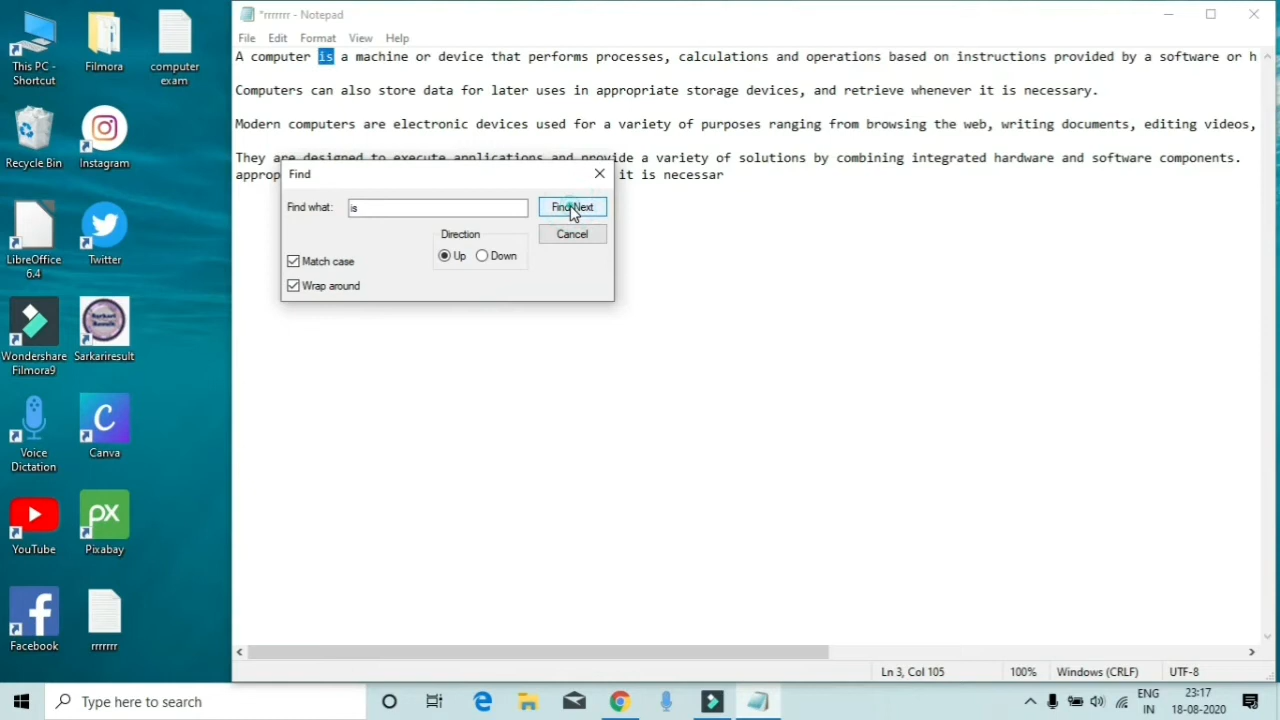 *rrrrrrr - Notepad
File Edit Format View Help
A computer is a machine or device that performs processes, calculations and operations based on instructions provided by a software or h
Computers can also store data for later uses in appropriate storage devices, and retrieve whenever it is necessary.
Modern computers are electronic devices used for a variety of purposes ranging from browsing the web, writing documents, editing videos,
They are designed to execute applications and provide a variety of solutions by combining integrated hardware and software components.
approp it is necessar
Find
Find what: is Find Next
Direction Cancel
Match case Up Down
Wrap around
This PC - Shortcut
Filmora
computer exam
Recycle Bin
Instagram
LibreOffice 6.4
Twitter
Wondershare Filmora9
Sarkariresult
Voice Dictation
Canva
YouTube
px
Pixabay
Facebook
rrrrrrr
Ln 3, Col 105 100% Windows (CRLF) UTF-8
Type here to search
ENG IN
23:17
18-08-2020